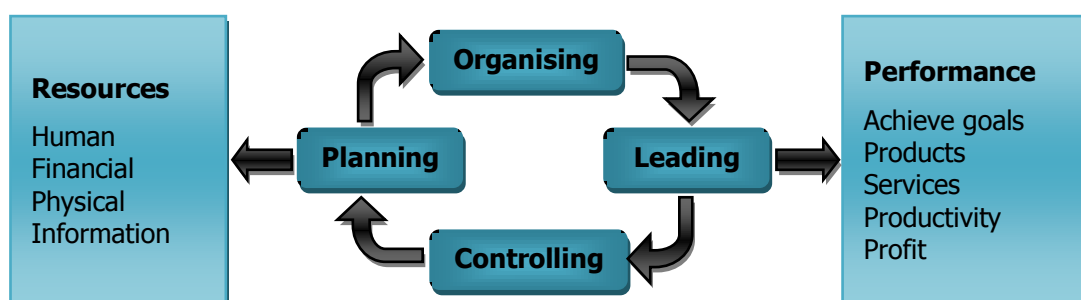 Resources
Human
Financial
Physical
Information
Organising
Planning
Leading
Controlling
Performance
Achieve goals
Products
Services
Productivity
Profit